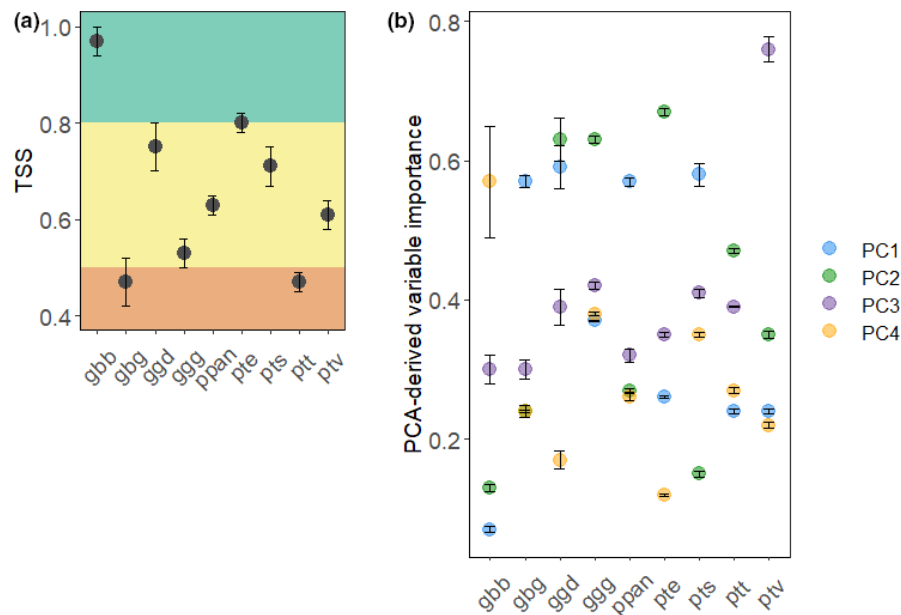 (a)
TSS
1.0
0.8
0.6
0.4
gbb gbg ggd ggg ppan pte pts ptt ptv
(b)
PCA-derived variable importance
0.8
0.6
0.4
0.2
gbb gbg ggd ggg ppan pte pts ptt ptv
PC1
PC2
PC3
PC4